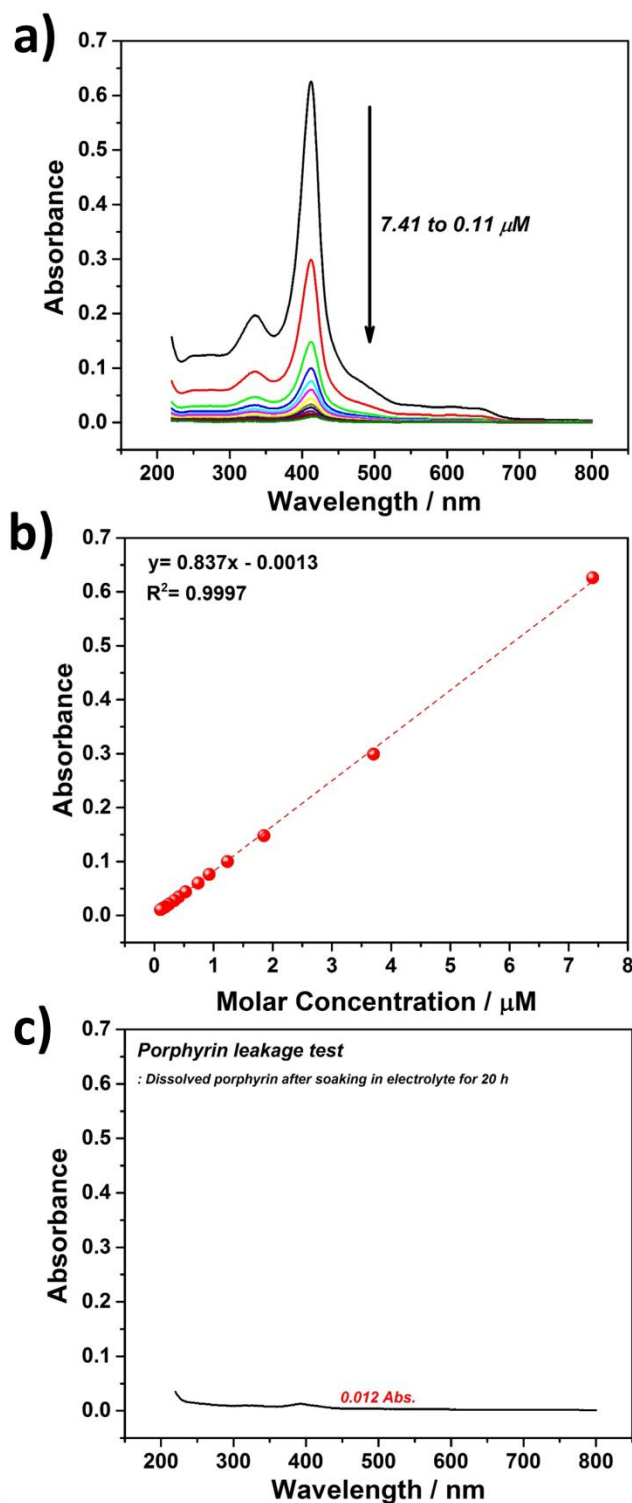 a)
0.7
0.6
0.5
0.4
0.3
0.2
0.1
0.0
Absorbance
7.41 to 0.11 μM
200 300 400 500 600 700 800
Wavelength / nm
b)
0.7
0.6
0.5
0.4
0.3
0.2
0.1
0.0
Absorbance
y= 0.837x - 0.0013
R²= 0.9997
0 1 2 3 4 5 6 7 8
Molar Concentration / μM
c)
0.7
0.6
0.5
0.4
0.3
0.2
0.1
0.0
Absorbance
Porphyrin leakage test
: Dissolved porphyrin after soaking in electrolyte for 20 h
0.012 Abs.
200 300 400 500 600 700 800
Wavelength / nm